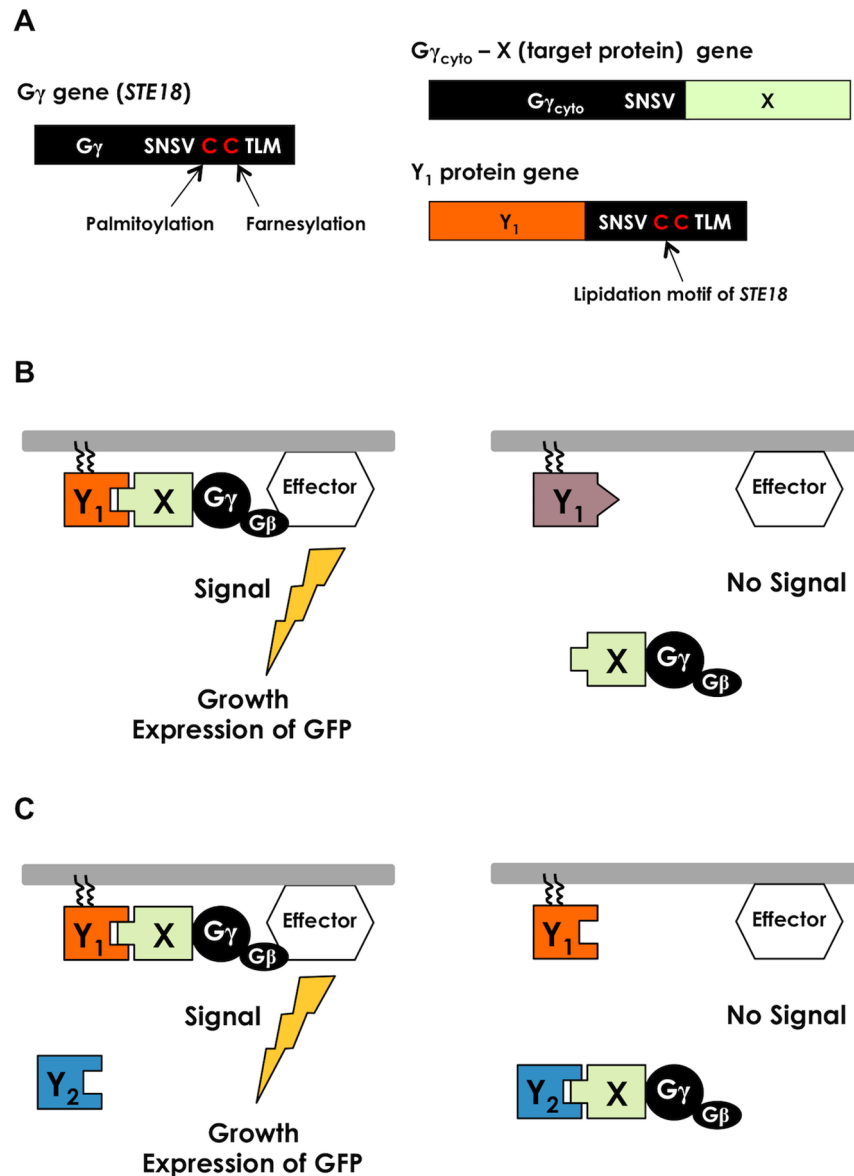 A
Gγ gene (STE18)
Gγ SNSV C C TLM
Palmitoylation Farnesylation
Gγcyto – X (target protein) gene
Gγcyto SNSV X
Y1 protein gene
Y1 SNSV C C TLM
Lipidation motif of STE18
B
Y1 X Gγ Gβ Effector
Signal
Growth
Expression of GFP
Y1 Effector
No Signal
X Gγ Gβ
C
Y1 X Gγ Gβ Effector
Signal
Y2
Growth
Expression of GFP
Y1 Effector
No Signal
Y2 X Gγ Gβ